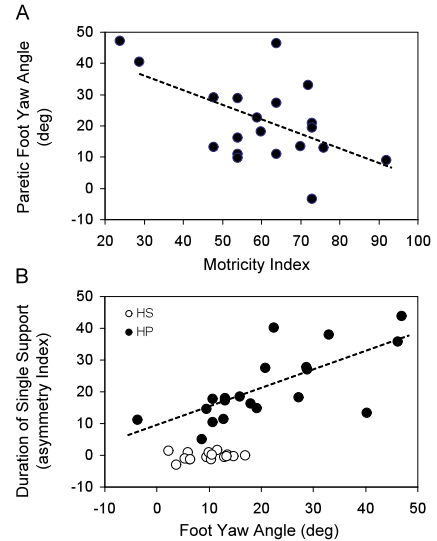 A
50
40
30
20
10
0
-10
Paretic Foot Yaw Angle
(deg)
20 30 40 50 60 70 80 90 100
Motricity Index
B
50
40
30
20
10
0
-10
Duration of Single Support
(asymmetry Index)
HS
HP
-10 0 10 20 30 40 50
Foot Yaw Angle (deg)